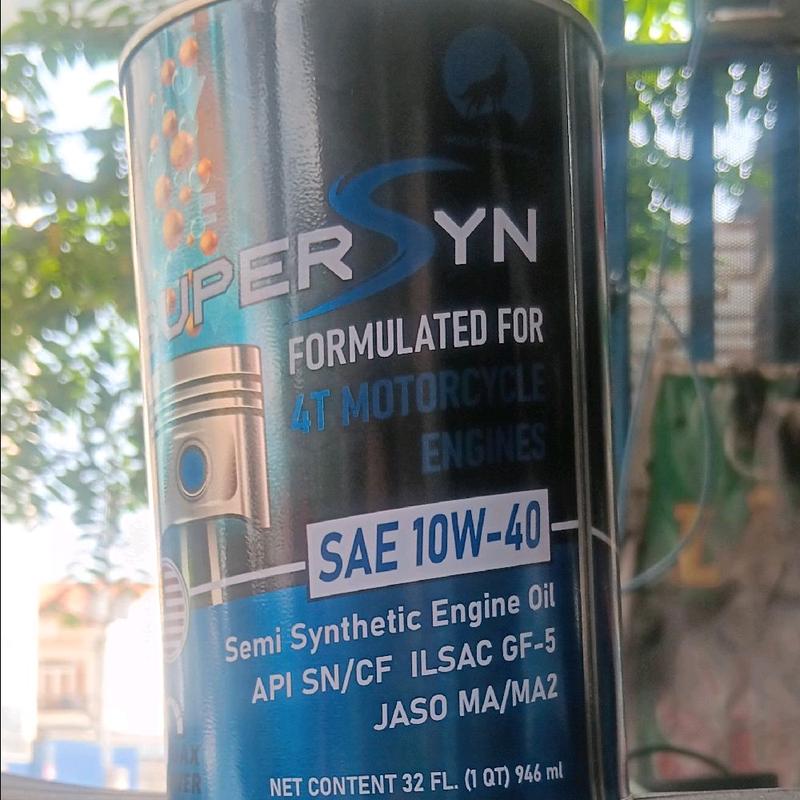 SUPERSYN
FORMULATED FOR
4T MOTORCYCLE
ENGINES
SAE 10W-40
Semi Synthetic Engine Oil
API SN/CF ILSAC GF-5
JASO MA/MA2
NET CONTENT 32 FL. (1 QT) 946 ml